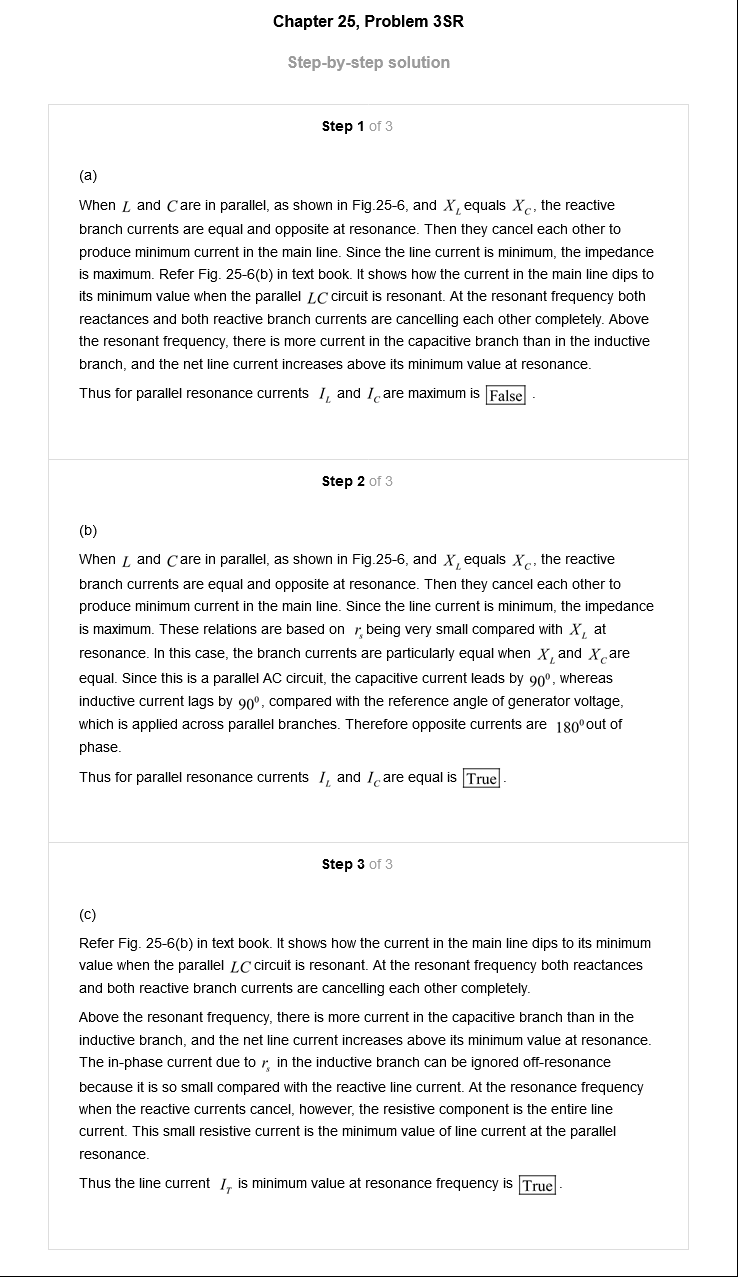 Chapter 25, Problem 3SR
Step-by-step solution
Step 1 of 3
(a)
When L and C are in parallel, as shown in Fig.25-6, and X_L equals X_C, the reactive
branch currents are equal and opposite at resonance. Then they cancel each other to
produce minimum current in the main line. Since the line current is minimum, the impedance
is maximum. Refer Fig. 25-6(b) in text book. It shows how the current in the main line dips to
its minimum value when the parallel LC circuit is resonant. At the resonant frequency both
reactances and both reactive branch currents are cancelling each other completely. Above
the resonant frequency, there is more current in the capacitive branch than in the inductive
branch, and the net line current increases above its minimum value at resonance.
Thus for parallel resonance currents I_L and I_C are maximum is False .
Step 2 of 3
(b)
When L and C are in parallel, as shown in Fig.25-6, and X_L equals X_C, the reactive
branch currents are equal and opposite at resonance. Then they cancel each other to
produce minimum current in the main line. Since the line current is minimum, the impedance
is maximum. These relations are based on r_s being very small compared with X_L at
resonance. In this case, the branch currents are particularly equal when X_L and X_C are
equal. Since this is a parallel AC circuit, the capacitive current leads by 90⁰, whereas
inductive current lags by 90⁰, compared with the reference angle of generator voltage,
which is applied across parallel branches. Therefore opposite currents are 180⁰ out of
phase.
Thus for parallel resonance currents I_L and I_C are equal is True .
Step 3 of 3
(c)
Refer Fig. 25-6(b) in text book. It shows how the current in the main line dips to its minimum
value when the parallel LC circuit is resonant. At the resonant frequency both reactances
and both reactive branch currents are cancelling each other completely.
Above the resonant frequency, there is more current in the capacitive branch than in the
inductive branch, and the net line current increases above its minimum value at resonance.
The in-phase current due to r_s in the inductive branch can be ignored off-resonance
because it is so small compared with the reactive line current. At the resonance frequency
when the reactive currents cancel, however, the resistive component is the entire line
current. This small resistive current is the minimum value of line current at the parallel
resonance.
Thus the line current I_T is minimum value at resonance frequency is True .